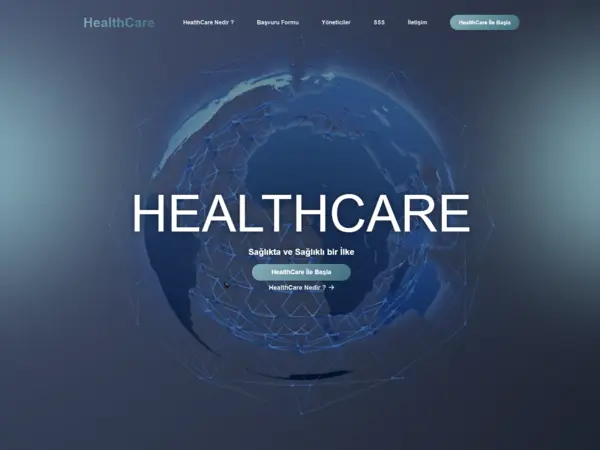 HealthCare
HealthCare Nedir ?
Başvuru Formu
Yöneticiler
SSS
İletişim
HealthCare İle Başla
HEALTHCARE
Sağlıkta ve Sağlıklı bir İlke
HealthCare İle Başla
HealthCare Nedir ? →